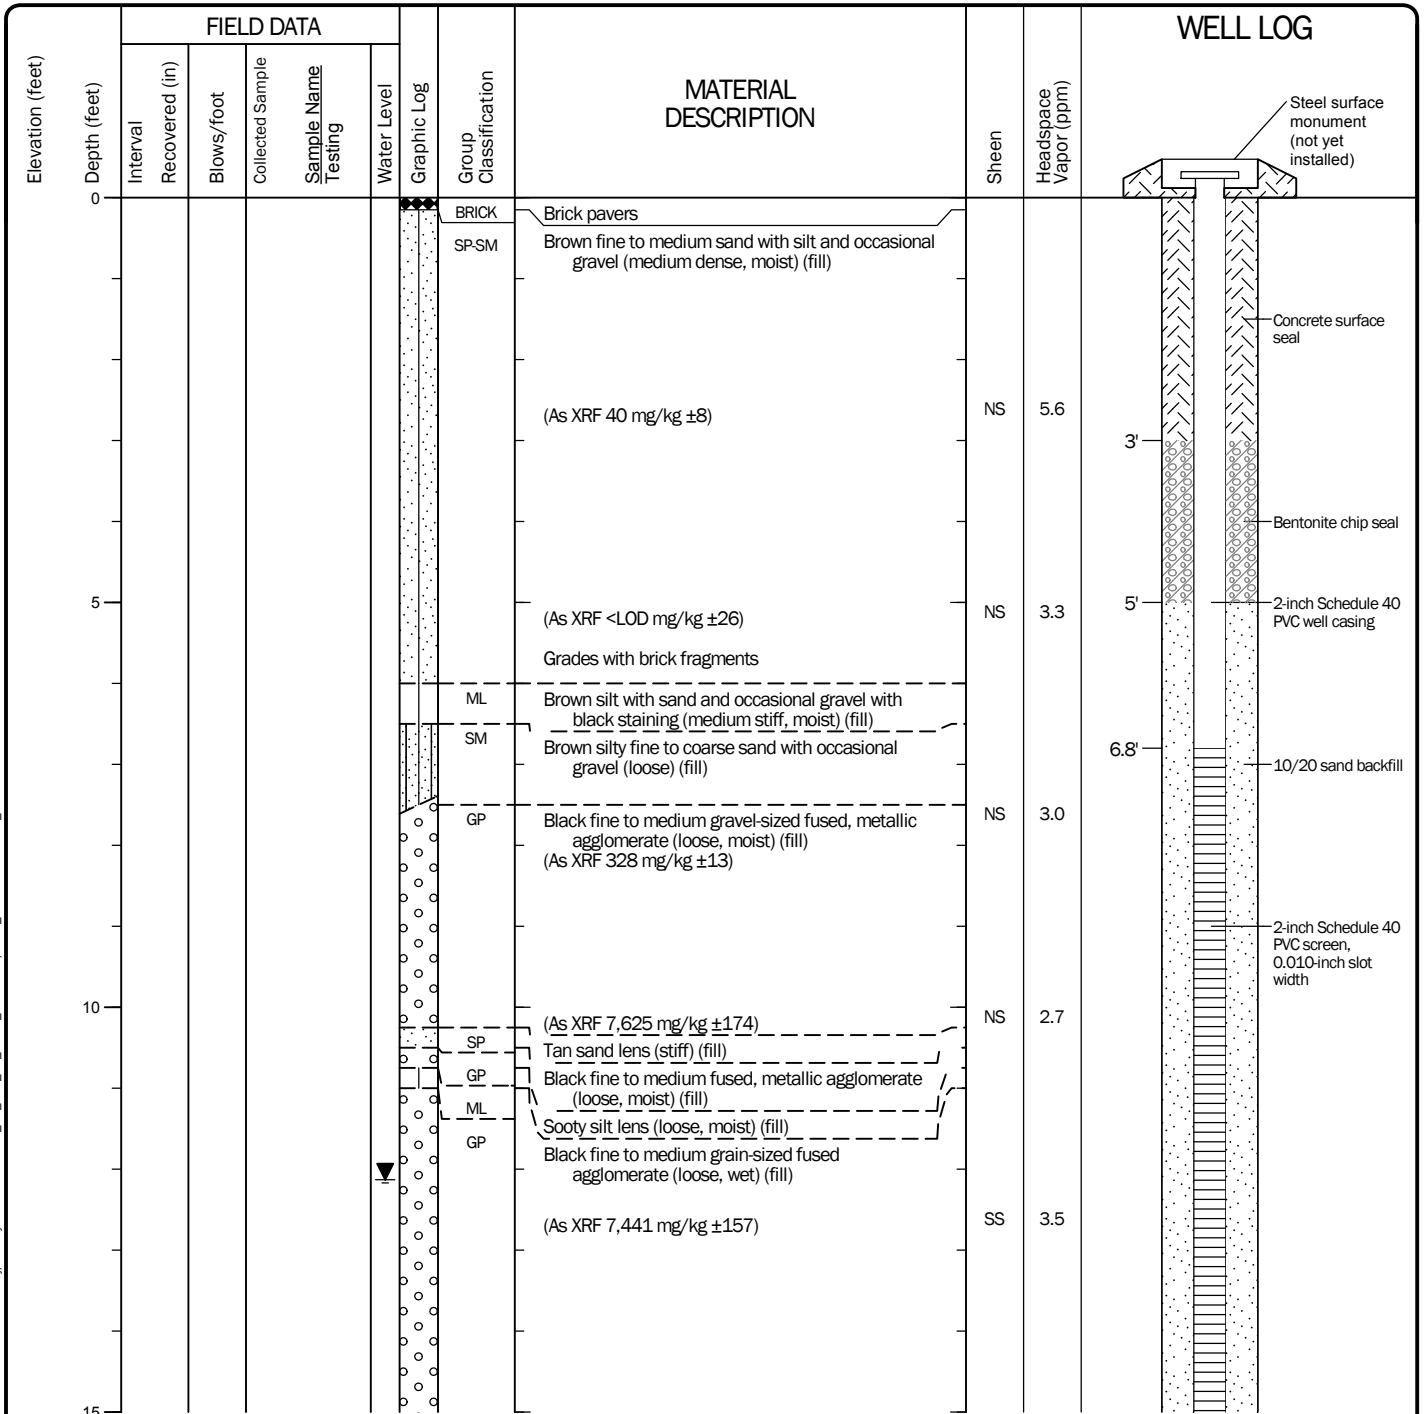 FIELD DATA
WELL LOG
Elevation (feet)
Depth (feet)
Interval
Recovered (in)
Blows/foot
Collected Sample
Sample Name
Testing
Water Level
Graphic Log
Group
Classification
MATERIAL
DESCRIPTION
Sheen
Headspace
Vapor (ppm)
Steel surface
monument
(not yet
installed)
0
BRICK
Brick pavers
SP-SM
Brown fine to medium sand with silt and occasional
gravel (medium dense, moist) (fill)
Concrete surface
seal
(As XRF 40 mg/kg ±8)
NS
5.6
3'
Bentonite chip seal
5
(As XRF <LOD mg/kg ±26)
NS
3.3
5'
2-inch Schedule 40
PVC well casing
Grades with brick fragments
ML
Brown silt with sand and occasional gravel with
black staining (medium stiff, moist) (fill)
SM
Brown silty fine to coarse sand with occasional
gravel (loose) (fill)
6.8'
10/20 sand backfill
GP
Black fine to medium gravel-sized fused, metallic
agglomerate (loose, moist) (fill)
(As XRF 328 mg/kg ±13)
NS
3.0
2-inch Schedule 40
PVC screen,
0.010-inch slot
width
10
(As XRF 7,625 mg/kg ±174)
NS
2.7
SP
Tan sand lens (stiff) (fill)
GP
Black fine to medium fused, metallic agglomerate
(loose, moist) (fill)
ML
Sooty silt lens (loose, moist) (fill)
GP
Black fine to medium grain-sized fused
agglomerate (loose, wet) (fill)
(As XRF 7,441 mg/kg ±157)
SS
3.5
15